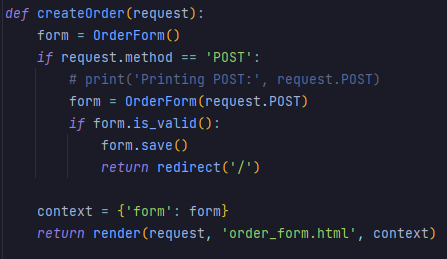 def createOrder(request):
    form = OrderForm()
    if request.method == 'POST':
        # print('Printing POST:', request.POST)
        form = OrderForm(request.POST)
        if form.is_valid():
            form.save()
            return redirect('/')

    context = {'form': form}
    return render(request, 'order_form.html', context)